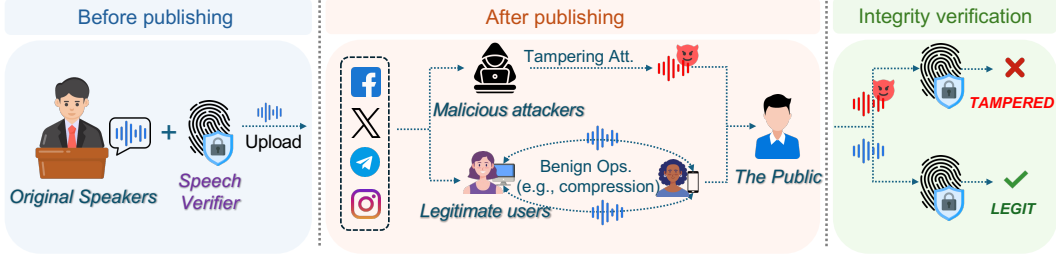 Before publishing
After publishing
Integrity verification
Original Speakers
+
Speech
Verifier
Upload
Tampering Att.
Malicious attackers
Benign Ops.
(e.g., compression)
Legitimate users
The Public
TAMPERED
LEGIT